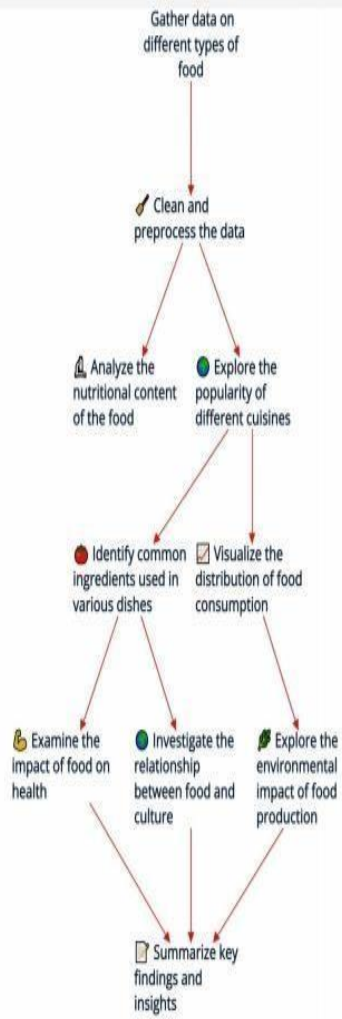 Gather data on
different types of
food
Clean and
preprocess the data
Analyze the
nutritional content
of the food
Explore the
popularity of
different cuisines
Identify common
ingredients used in
various dishes
Visualize the
distribution of food
consumption
Examine the
impact of food on
health
Investigate the
relationship
between food and
culture
Explore the
environmental
impact of food
production
Summarize key
findings and
insights